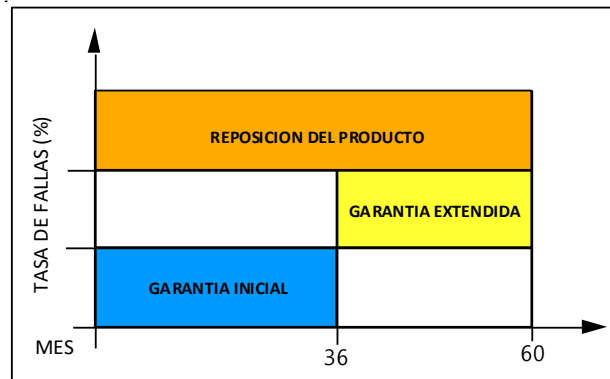 TASA DE FALLAS (%)
REPOSICION DEL PRODUCTO
GARANTIA EXTENDIDA
GARANTIA INICIAL
MES
36
60